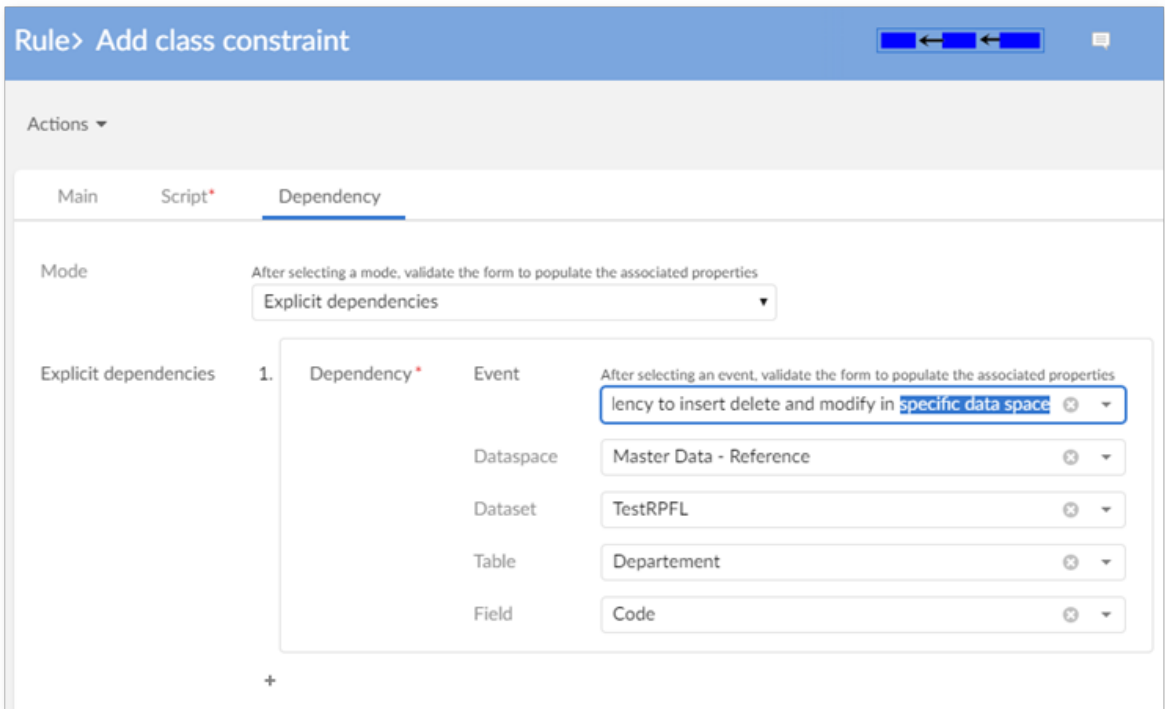 Rule> Add class constraint
Actions
Main Script* Dependency
Mode After selecting a mode, validate the form to populate the associated properties
Explicit dependencies
Explicit dependencies 1. Dependency* Event After selecting an event, validate the form to populate the associated properties
lency to insert delete and modify in specific data space
Dataspace Master Data - Reference
Dataset TestRPFL
Table Departement
Field Code
+